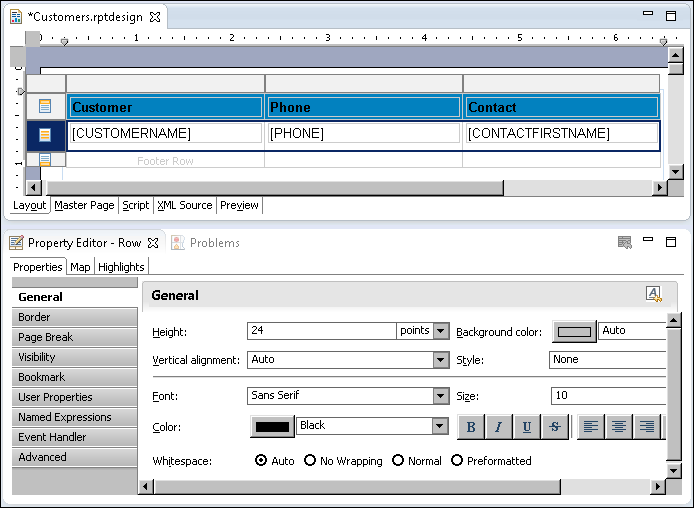 *Customers.rptdesign
0 1 2 3 4 5 6
0
Customer Phone Contact
[CUSTOMERNAME] [PHONE] [CONTACTFIRSTNAME]
1
Footer Row
Layout Master Page Script XML Source Preview
Property Editor - Row Problems
Properties Map Highlights
General
Border
Page Break
Visibility
Bookmark
User Properties
Named Expressions
Event Handler
Advanced
General
Height: 24 points Background color: Auto
Vertical alignment: Auto Style: None
Font: Sans Serif Size: 10
Color: Black B I U S
Whitespace: Auto No Wrapping Normal Preformatted